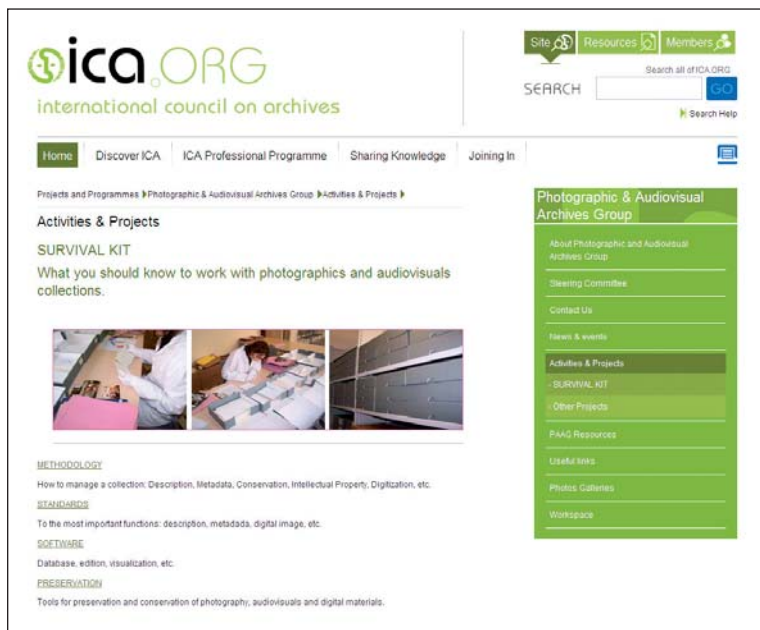 ica.ORG
international council on archives
Site
Resources
Members
Search all of ICA.ORG
SEARCH
GO
Search Help
Home
Discover ICA
ICA Professional Programme
Sharing Knowledge
Joining In
Projects and Programmes Photographic & Audiovisual Archives Group Activities & Projects
Activities & Projects
SURVIVAL KIT
What you should know to work with photographics and audiovisuals
collections.
METHODOLOGY
How to manage a collection: Description, Metadata, Conservation, Intellectual Property, Digitization, etc.
STANDARDS
To the most important functions: description, metadada, digital image, etc.
SOFTWARE
Database, edition, visualization, etc.
PRESERVATION
Tools for preservation and conservation of photography, audiovisuals and digital materials.
Photographic & Audiovisual
Archives Group
About Photographic and Audiovisual
Archives Group
Steering Committee
Contact Us
News & events
Activities & Projects
- SURVIVAL KIT
- Other Projects
PAAG Resources
Useful links
Photos Galleries
Workspace